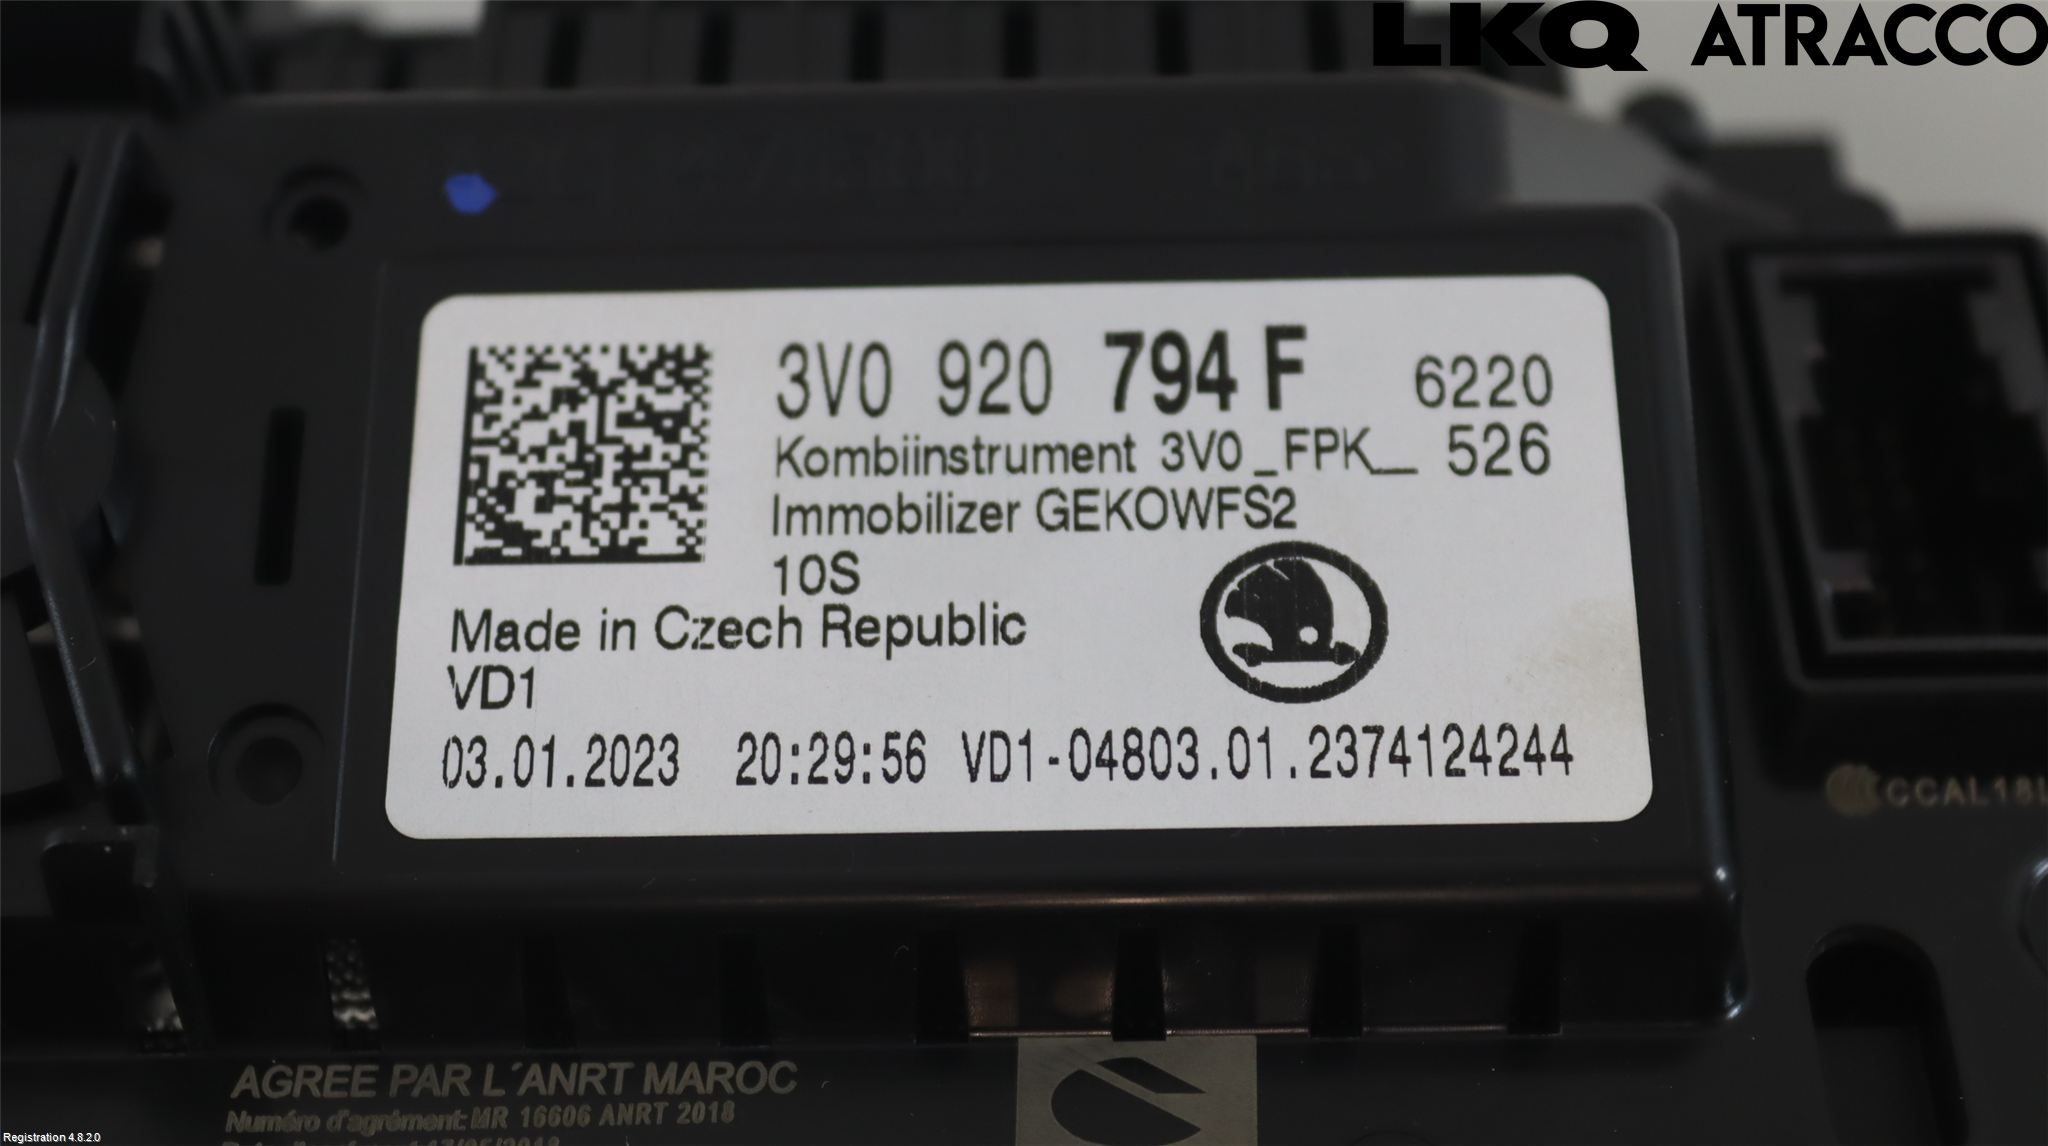 LKQ ATRACCO
3V0 920 794 F 6220
Kombiinstrument 3V0_FPK__ 526
Immobilizer GEKOWFS2
10S
Made in Czech Republic
VD1
03.01.2023 20:29:56 VD1-04803.01.2374124244
CCAL18L
AGREE PAR L´ANRT MAROC
Numéro d'agrément: MR 16606 ANRT 2018
Registration 4.8.2.0